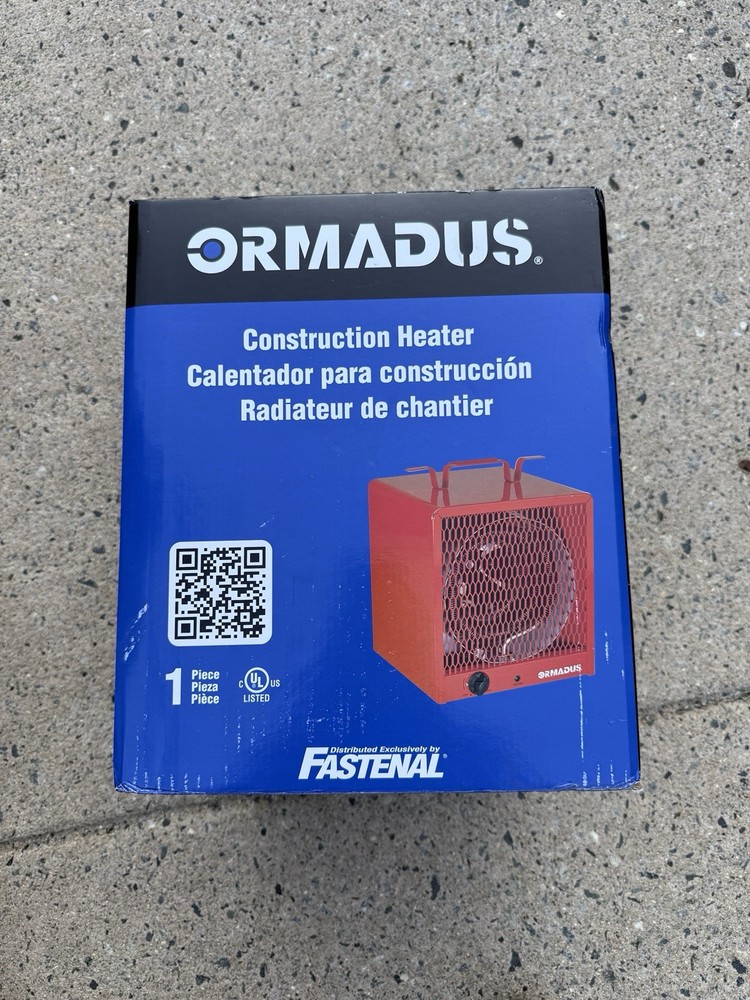 ORMADUS®
Construction Heater
Calentador para construcción
Radiateur de chantier
ORMADUS
1 Piece
Pieza
Pièce
C UL US
LISTED
Distributed Exclusively by
FASTENAL®